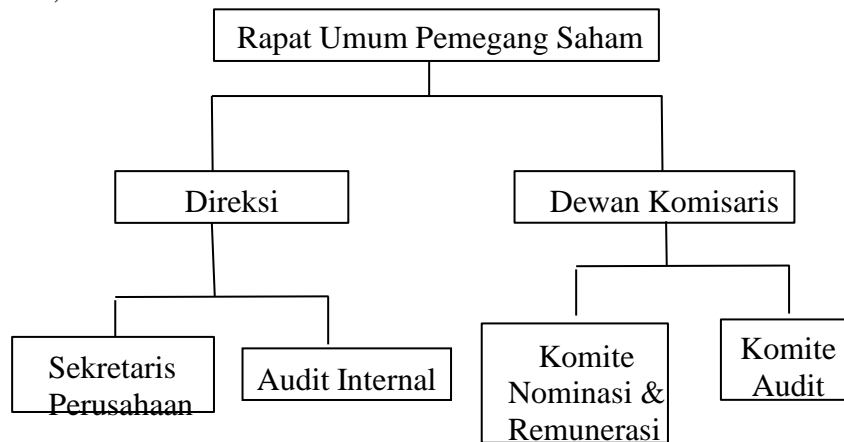 Rapat Umum Pemegang Saham
Direksi
Dewan Komisaris
Sekretaris
Perusahaan
Audit Internal
Komite
Nominasi &
Remunerasi
Komite
Audit